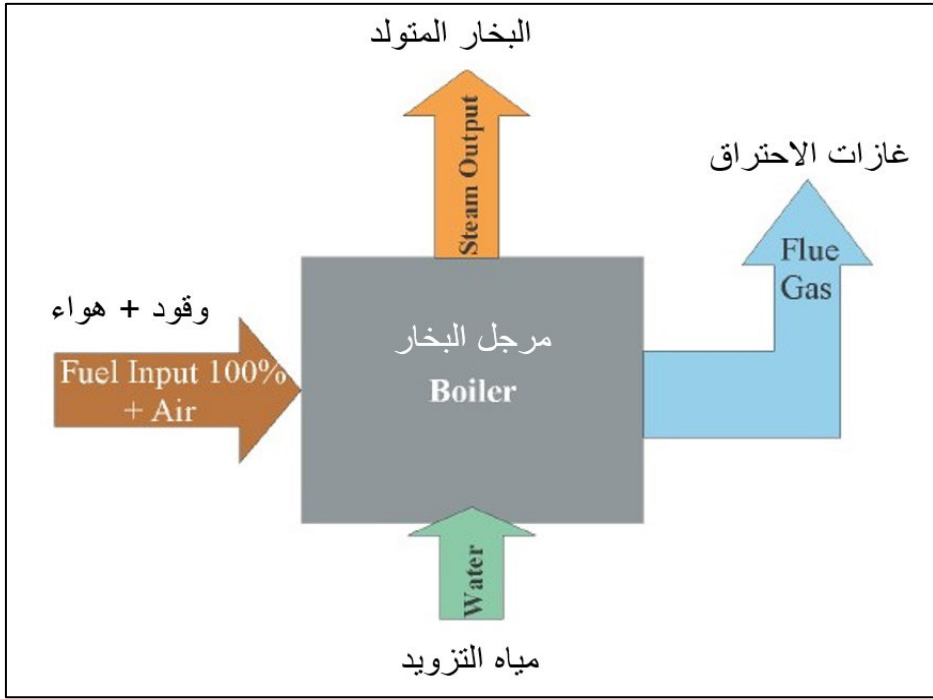 البخار المتولد
Steam Output
غازات الاحتراق
Flue
Gas
وقود + هواء
Fuel Input 100%
+ Air
مرجل البخار
Boiler
Water
مياه التزويد